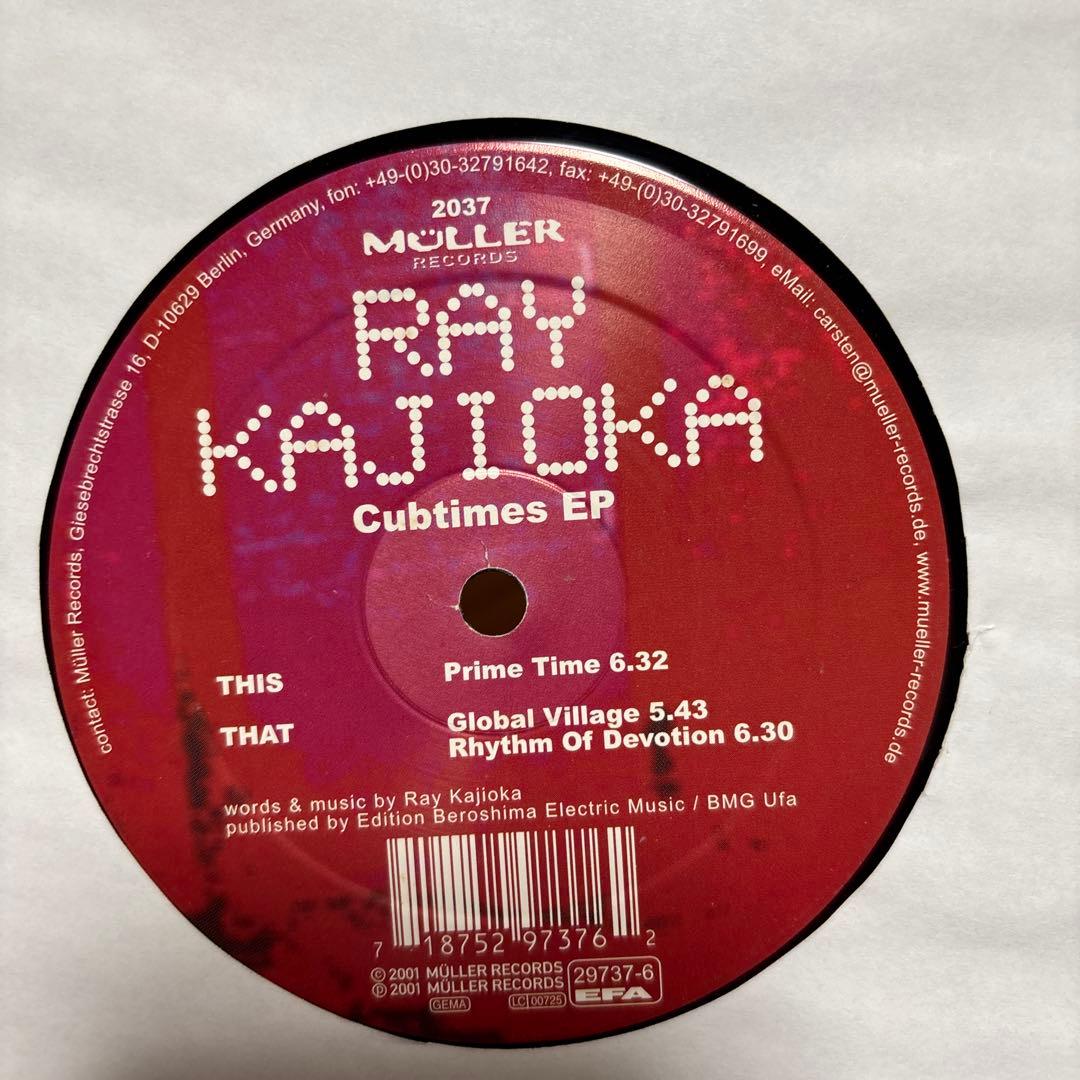 contact: Müller Records, Giesebrechtstrasse 16, D-10629 Berlin, Germany, fon: +49-(0)30-32791642, fax: +49-(0)30-32791699, eMail: carsten@mueller-records.de, www.mueller-records.de
2037
MÜLLER
RECORDS
RAY
KAJIOKA
Cubtimes EP
THIS Prime Time 6.32
THAT Global Village 5.43
Rhythm Of Devotion 6.30
words & music by Ray Kajioka
published by Edition Beroshima Electric Music / BMG Ufa
7 18752 97376 2
© 2001 MÜLLER RECORDS
℗ 2001 MÜLLER RECORDS
GEMA LC 00725
29737-6
EFA